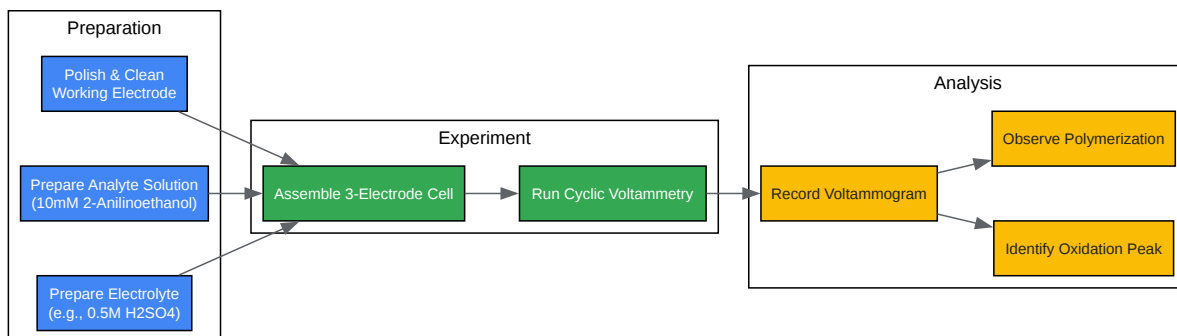 Preparation
Polish & Clean
Working Electrode
Prepare Analyte Solution
(10mM 2-Anilinoethanol)
Prepare Electrolyte
(e.g., 0.5M H2SO4)
Experiment
Assemble 3-Electrode Cell
Run Cyclic Voltammetry
Analysis
Record Voltammogram
Observe Polymerization
Identify Oxidation Peak